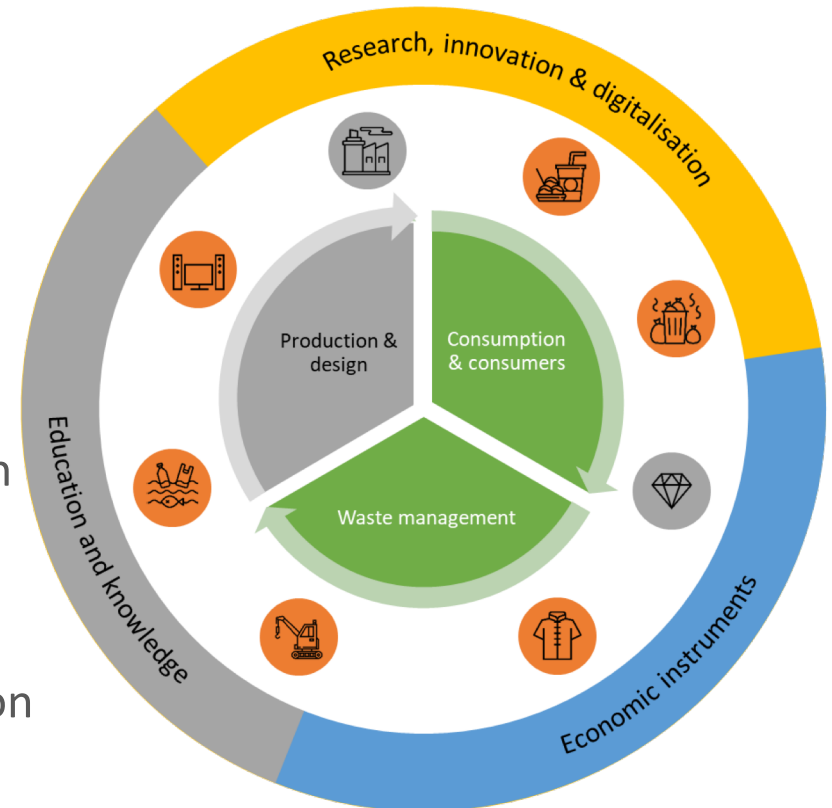 Research, innovation & digitalisation
Production &
design
Consumption
& consumers
Waste management
Education and knowledge
Economic instruments